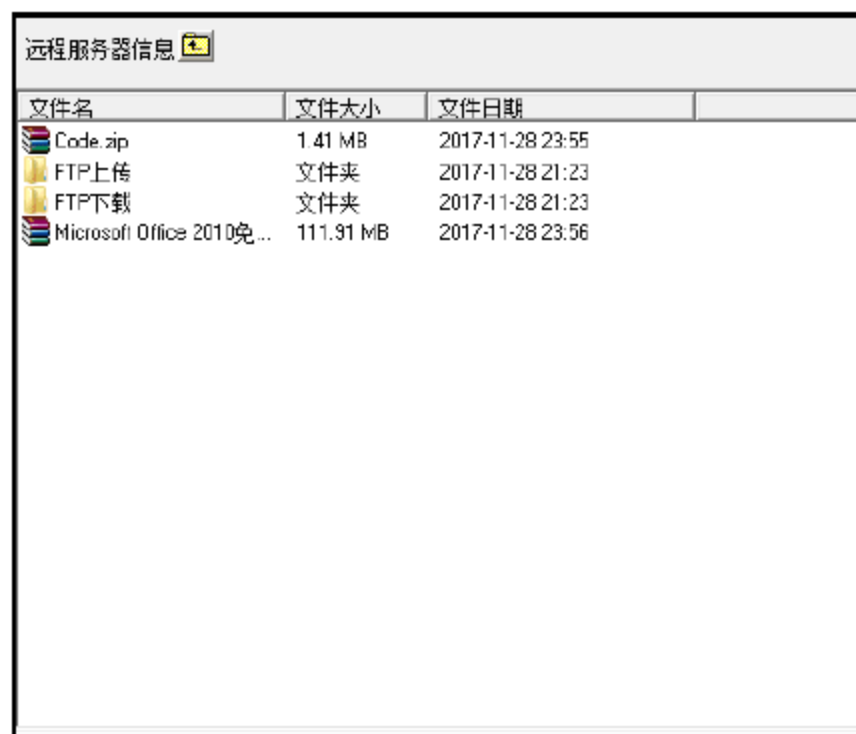 远程服务器信息
文件名 文件大小 文件日期
Code.zip 1.41 MB 2017-11-28 23:55
FTP上传 文件夹 2017-11-28 21:23
FTP下载 文件夹 2017-11-28 21:23
Microsoft Office 2010免... 111.91 MB 2017-11-28 23:56